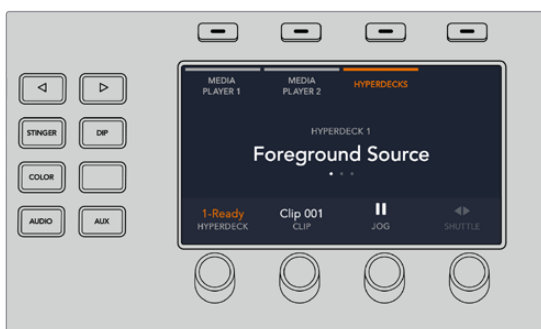 STINGER
DIP
COLOR
AUDIO
AUX
MEDIA
PLAYER 1
MEDIA
PLAYER 2
HYPERDECKS
HYPERDECK 1
Foreground Source
1-Ready
HYPERDECK
Clip 001
CLIP
JOG
SHUTTLE